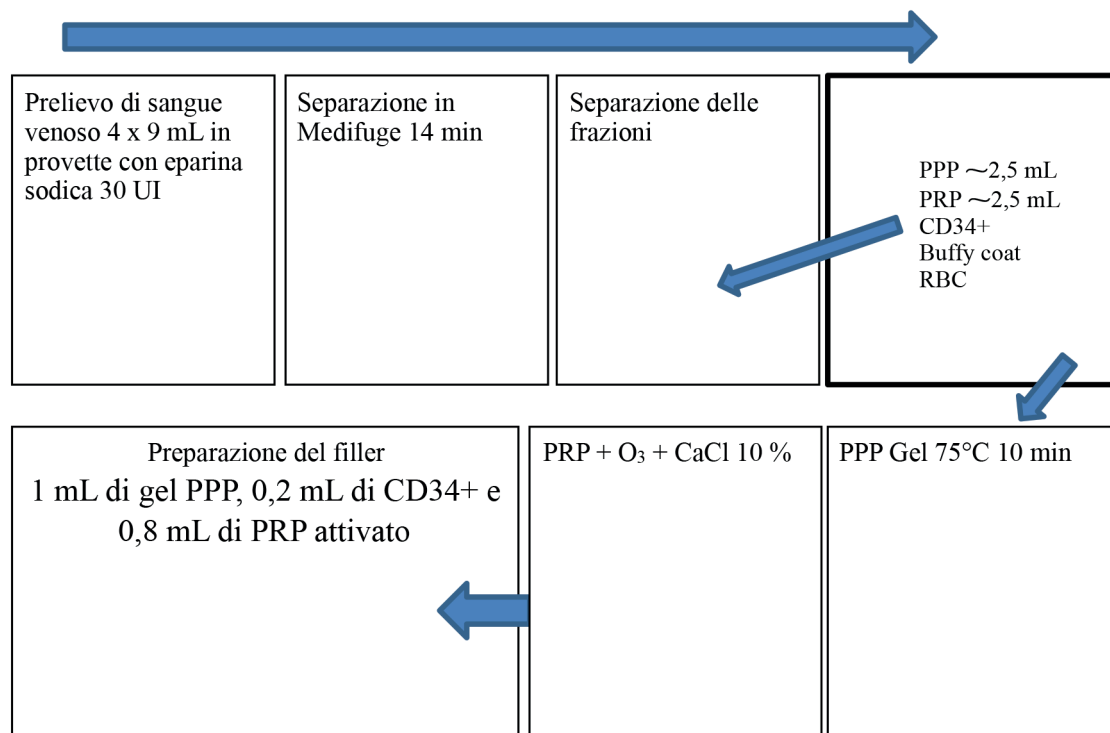 Prelievo di sangue
venoso 4 x 9 mL in
provette con eparina
sodica 30 UI
Separazione in
Medifuge 14 min
Separazione delle
frazioni
PPP ～2,5 mL
PRP ～2,5 mL
CD34+
Buffy coat
RBC
Preparazione del filler
1 mL di gel PPP, 0,2 mL di CD34+ e
0,8 mL di PRP attivato
PRP + O₃ + CaCl 10 %
PPP Gel 75°C 10 min